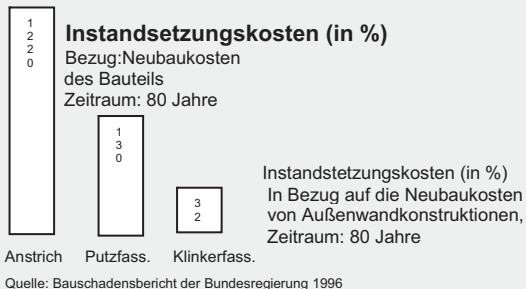 1
2
2
0
Instandsetzungskosten (in %)
Bezug:Neubaukosten
des Bauteils
Zeitraum: 80 Jahre
1
3
0
3
2
Instandstetzungskosten (in %)
In Bezug auf die Neubaukosten
von Außenwandkonstruktionen,
Zeitraum: 80 Jahre
Anstrich Putzfass. Klinkerfass.
Quelle: Bauschadensbericht der Bundesregierung 1996